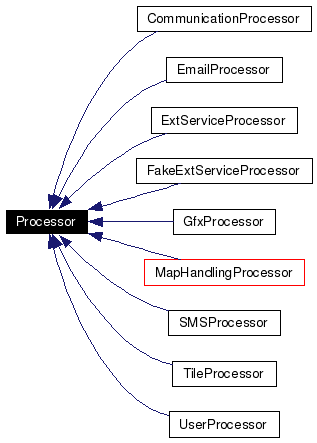 CommunicationProcessor
EmailProcessor
ExtServiceProcessor
FakeExtServiceProcessor
Processor
GfxProcessor
MapHandlingProcessor
SMSProcessor
TileProcessor
UserProcessor